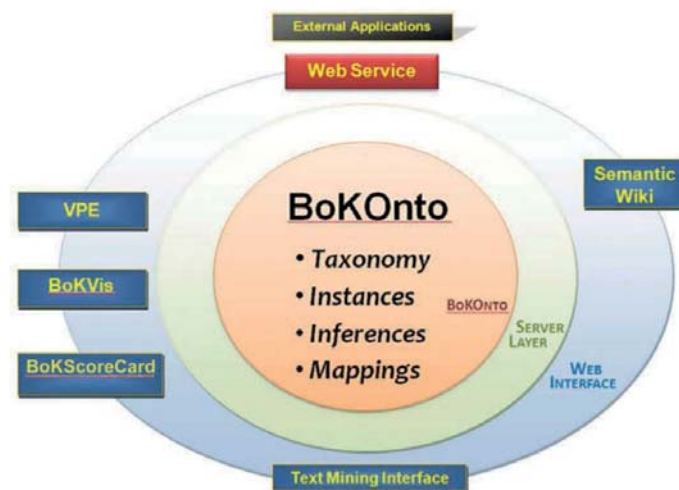 External Applications
Web Service
Semantic
Wiki
VPE
BoKVis
BoKScoreCard
BoKOnto
• Taxonomy
• Instances
• Inferences
• Mappings
BOKONTO
SERVER
LAYER
WEB
INTERFACE
Text Mining Interface